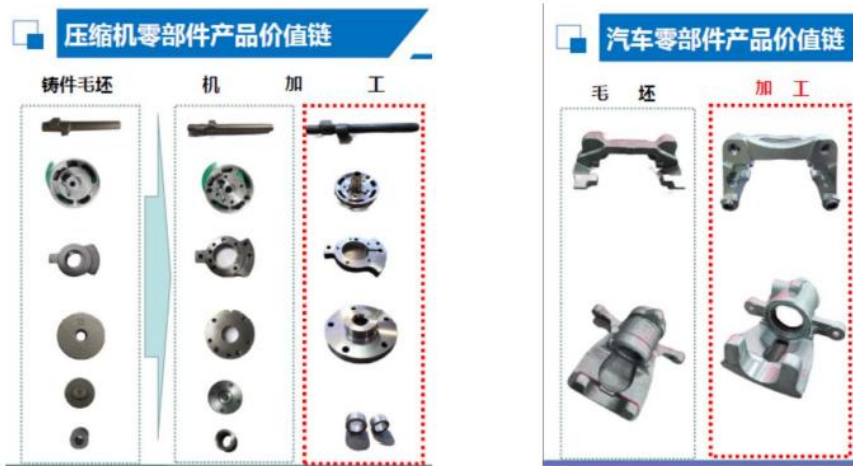 压缩机零部件产品价值链
铸件毛坯
机 加 工
汽车零部件产品价值链
毛 坯
加 工